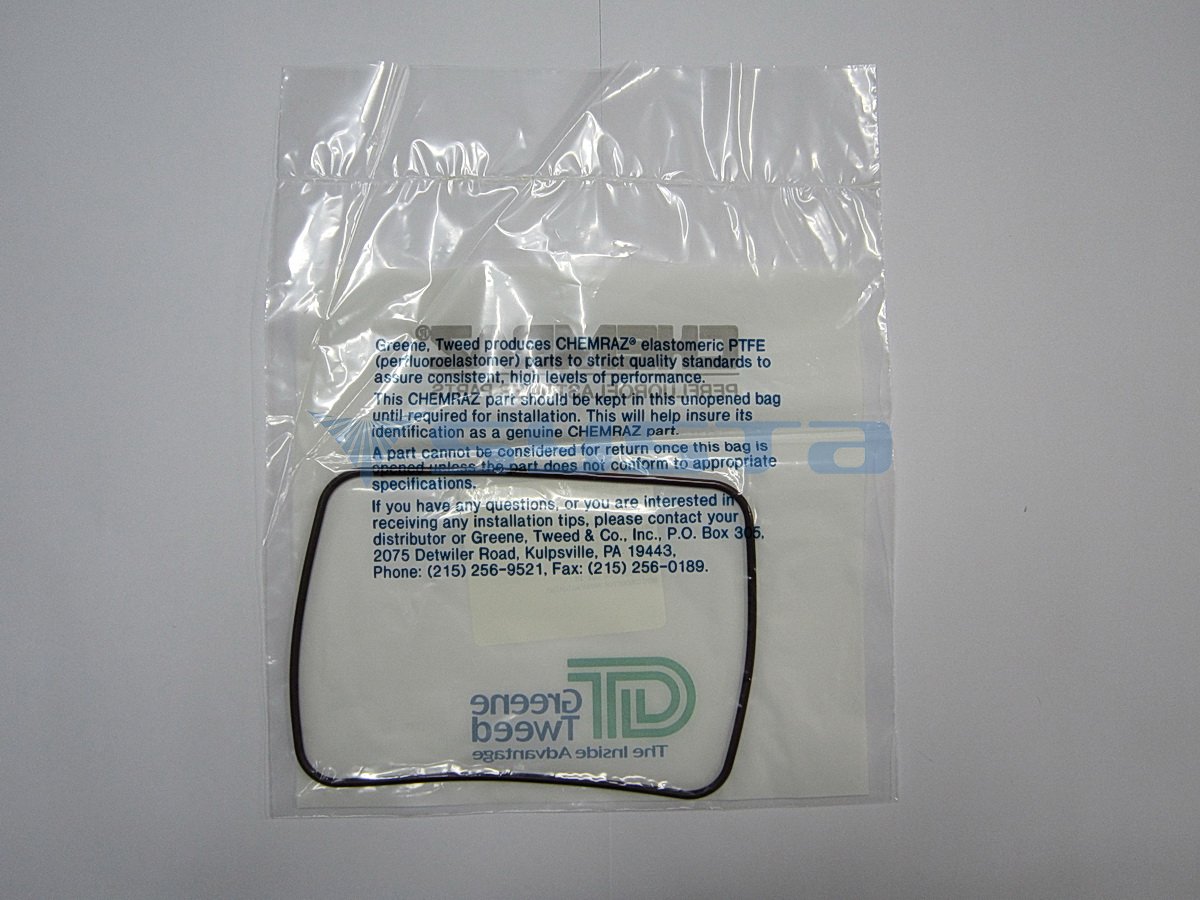 CHEMRAZ®
PERFLUOROELASTOMER PARTS
Greene, Tweed produces CHEMRAZ® elastomeric PTFE
(perfluoroelastomer) parts to strict quality standards to
assure consistent, high levels of performance.
This CHEMRAZ part should be kept in this unopened bag
until required for installation. This will help insure its
identification as a genuine CHEMRAZ part.
A part cannot be considered for return once this bag is
opened unless the part does not conform to appropriate
specifications.
If you have any questions, or you are interested in
receiving any installation tips, please contact your
distributor or Greene, Tweed & Co., Inc., P.O. Box 305,
2075 Detwiler Road, Kulpsville, PA 19443,
Phone: (215) 256-9521, Fax: (215) 256-0189.
Greene
Tweed
The Inside Advantage